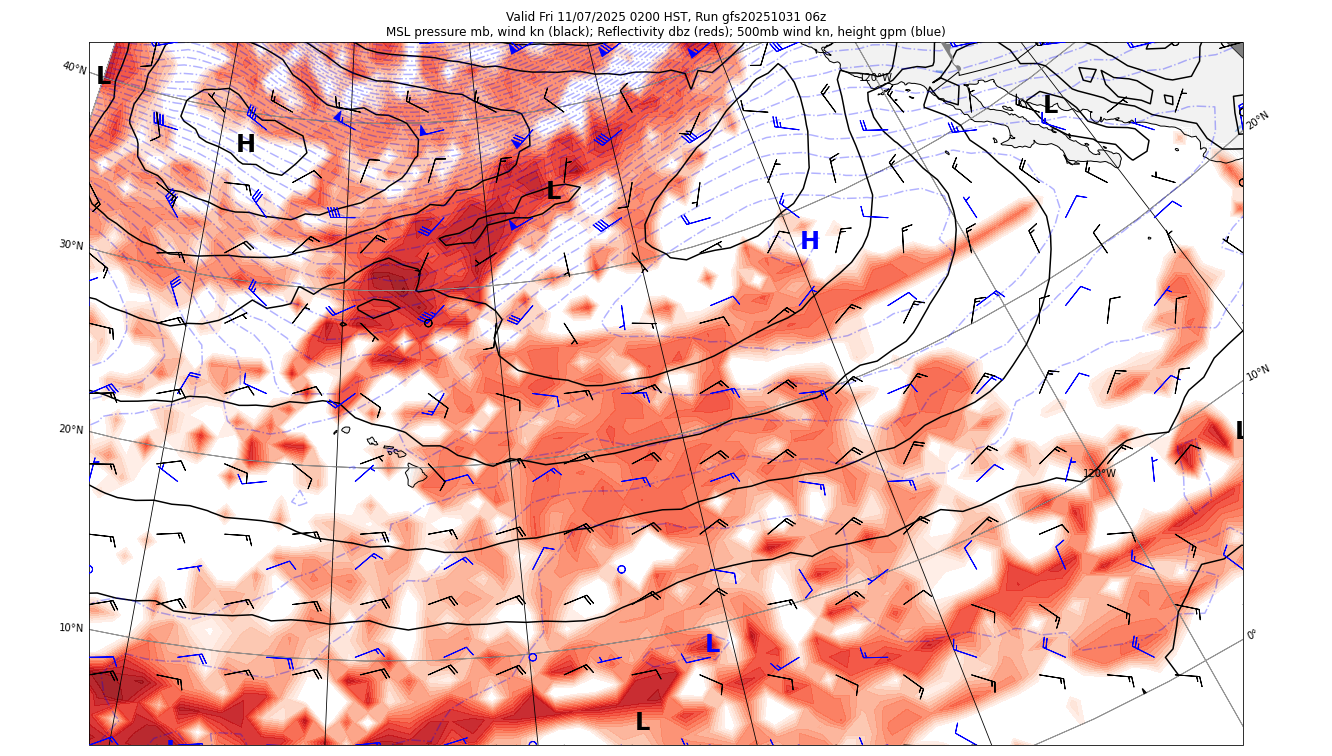 Valid Fri 11/07/2025 0200 HST, Run gfs20251031 06z
MSL pressure mb, wind kn (black); Reflectivity dbz (reds); 500mb wind kn, height gpm (blue)
40°N
L
120°W
L
20°N
H
L
30°N
H
10°N
20°N
L
120°W
10°N
0°
L
L
L